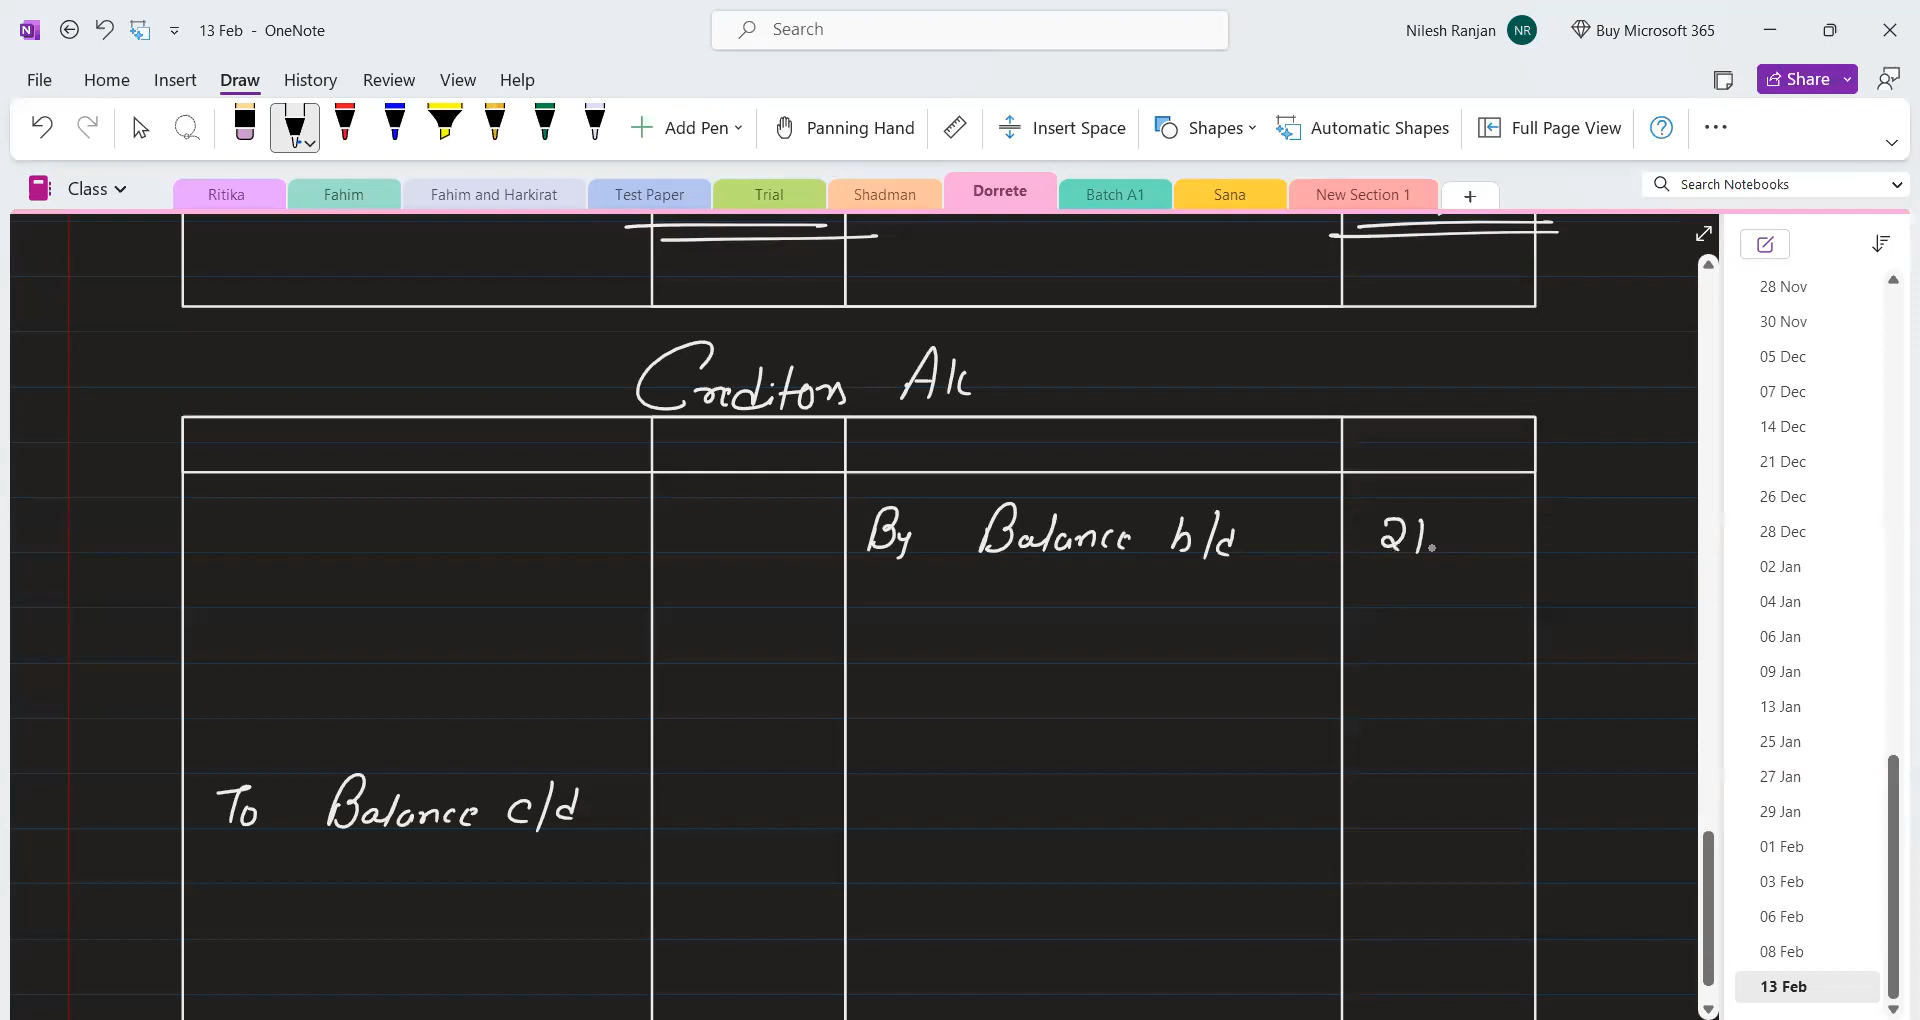 13 Feb - OneNote
Search
Nilesh Ranjan NR
Buy Microsoft 365
File Home Insert Draw History Review View Help
Share
Add Pen
Panning Hand
Insert Space
Shapes
Automatic Shapes
Full Page View
Class
Ritika
Fahim
Fahim and Harkirat
Test Paper
Trial
Shadman
Dorrete
Batch A1
Sana
New Section 1
+
Search Notebooks
Creditors A/c
By Balance b/d 21.
To Balance c/d
28 Nov
30 Nov
05 Dec
07 Dec
14 Dec
21 Dec
26 Dec
28 Dec
02 Jan
04 Jan
06 Jan
09 Jan
13 Jan
25 Jan
27 Jan
29 Jan
01 Feb
03 Feb
06 Feb
08 Feb
13 Feb